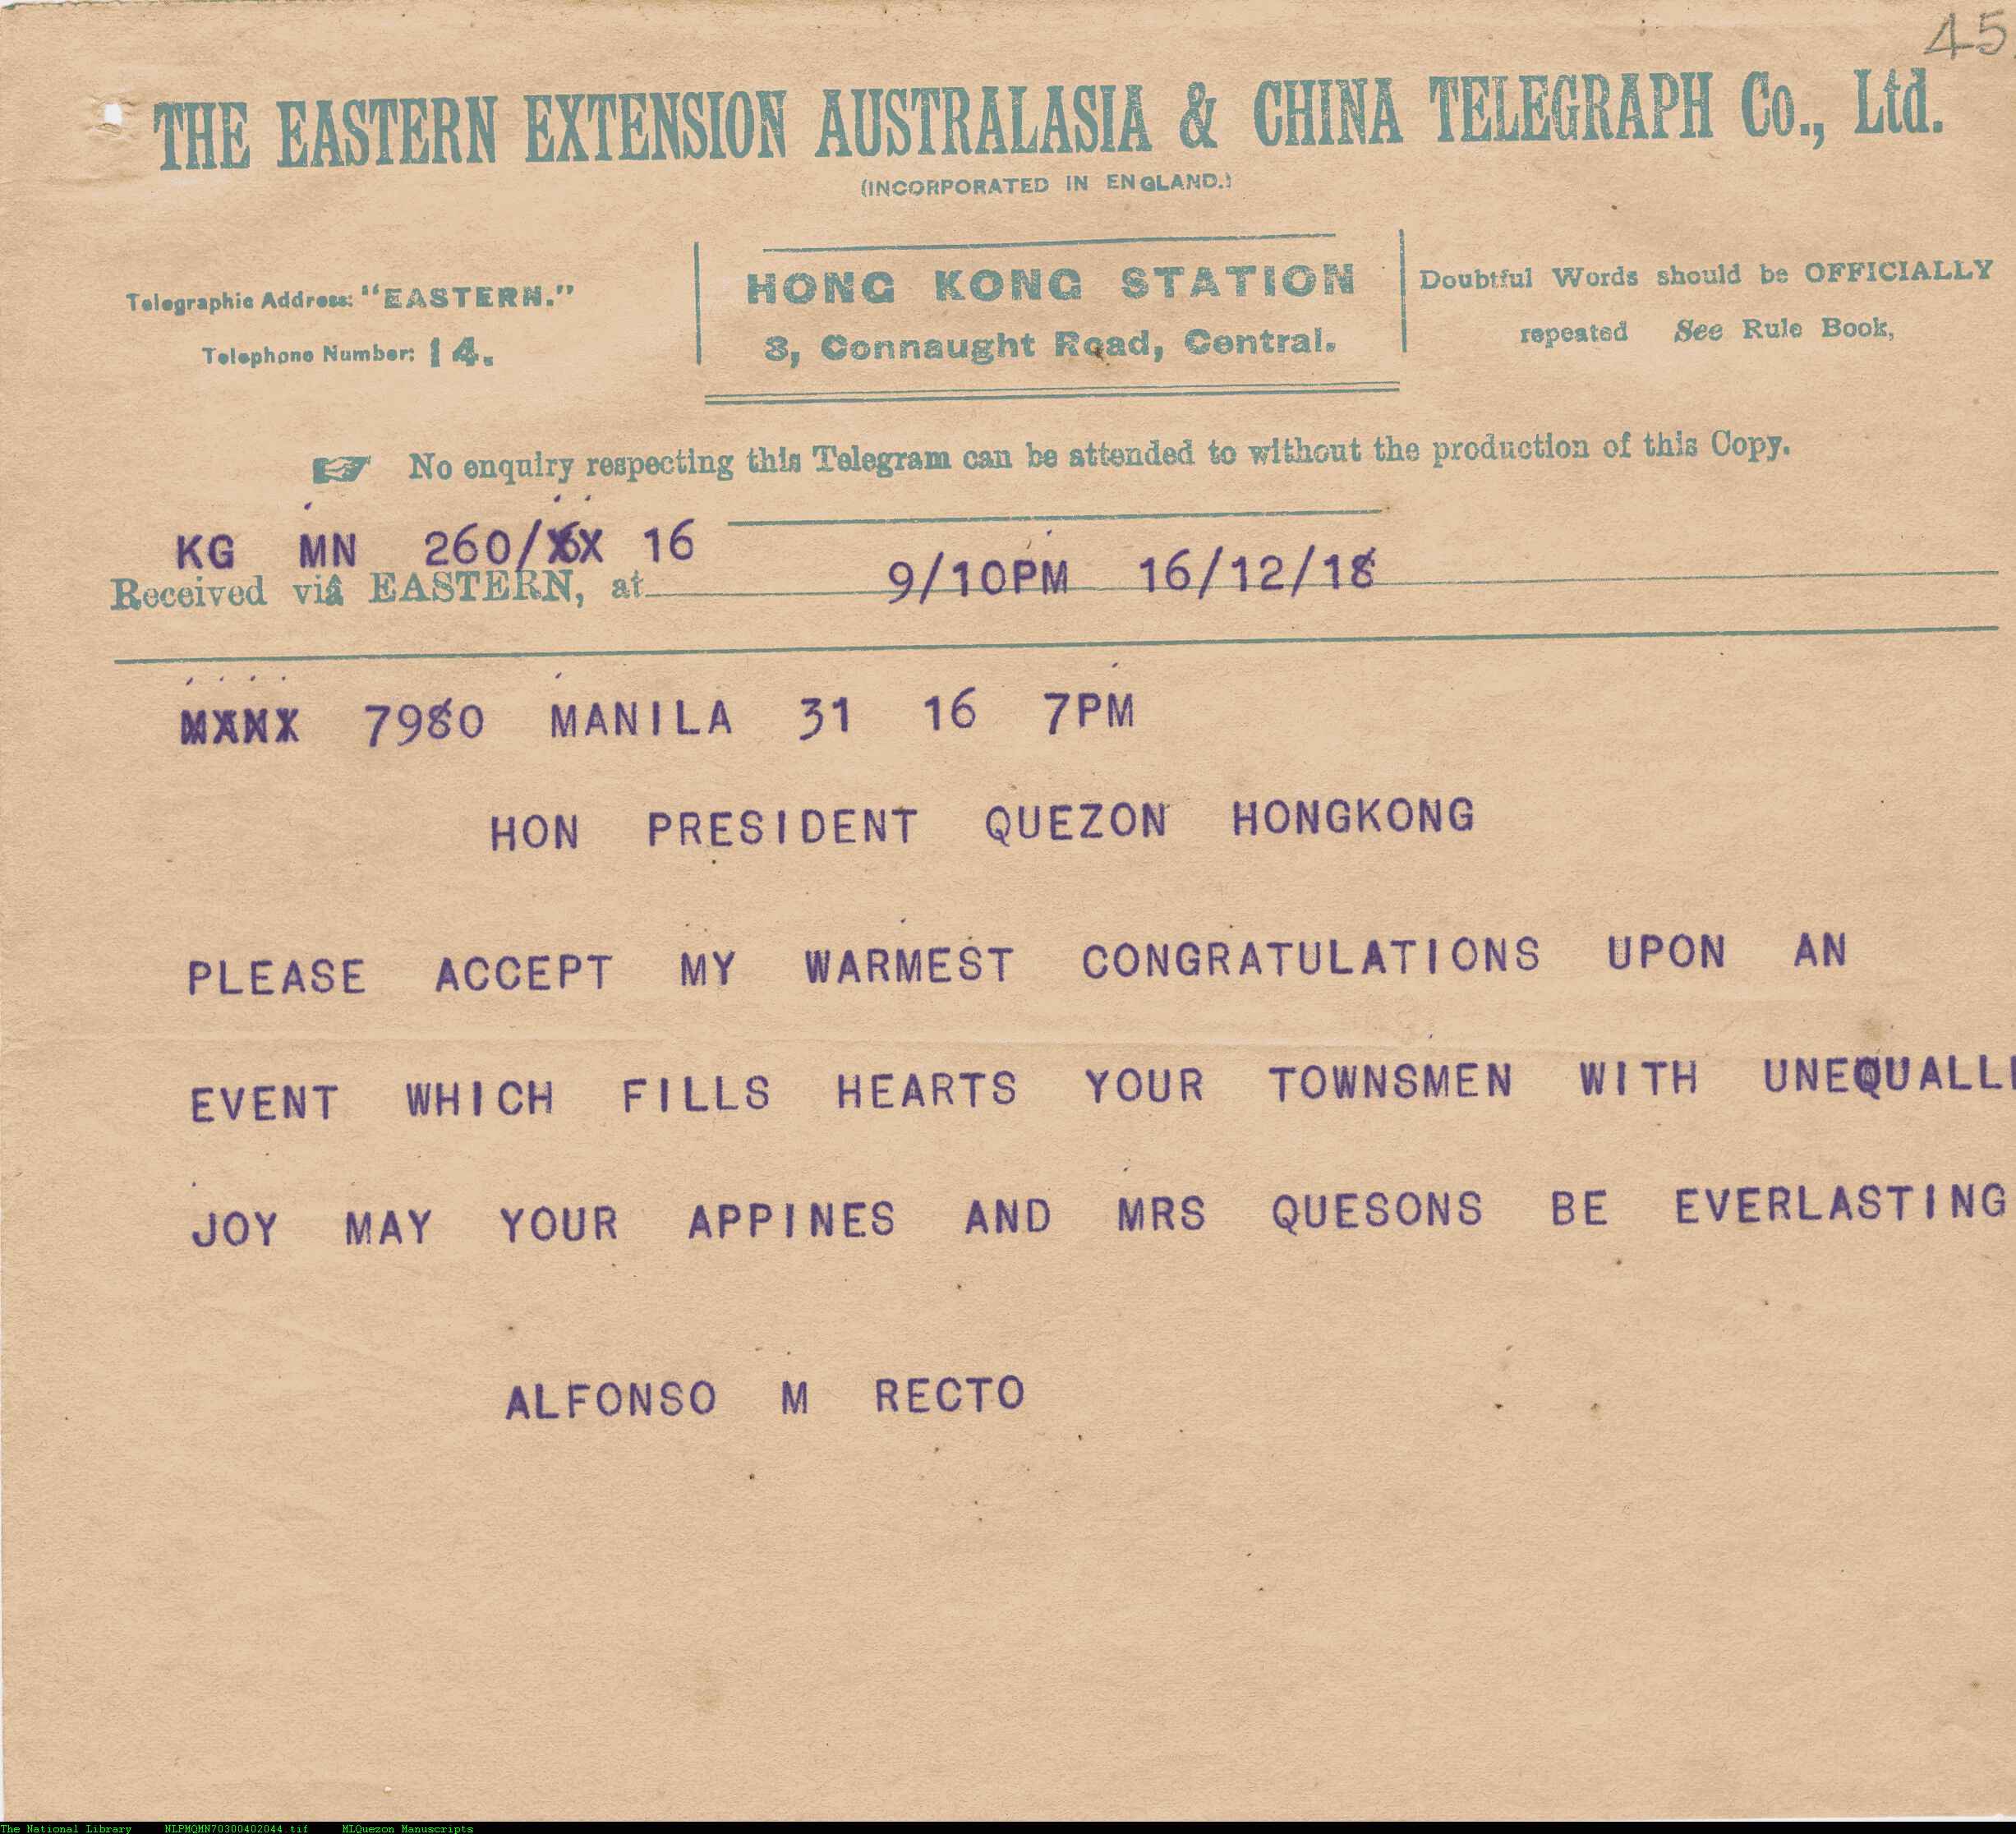 45.
THE EASTERN EXTENSION AUSTRALASIA & CHINA TELEGRAPH Co., Ltd.
(INCORPORATED IN ENGLAND.)
Telegraphic Address: "EASTERN."
Telephone Number: 14.
HONG KONG STATION
3, Connaught Road, Central.
Doubtful Words should be OFFICIALLY
repeated See Rule Book,
No enquiry respecting this Telegram can be attended to without the production of this Copy.
KG MN 260/ 16
Received viâ EASTERN, at 9/10PM 16/12/18
7980 MANILA 31 16 7PM
HON PRESIDENT QUEZON HONGKONG
PLEASE ACCEPT MY WARMEST CONGRATULATIONS UPON AN
EVENT WHICH FILLS HEARTS YOUR TOWNSMEN WITH UNEQUALL
JOY MAY YOUR APPINES AND MRS QUESONS BE EVERLASTING
ALFONSO M RECTO
The National Library NLPMQMN70300402044.tif MLQuezon Manuscripts